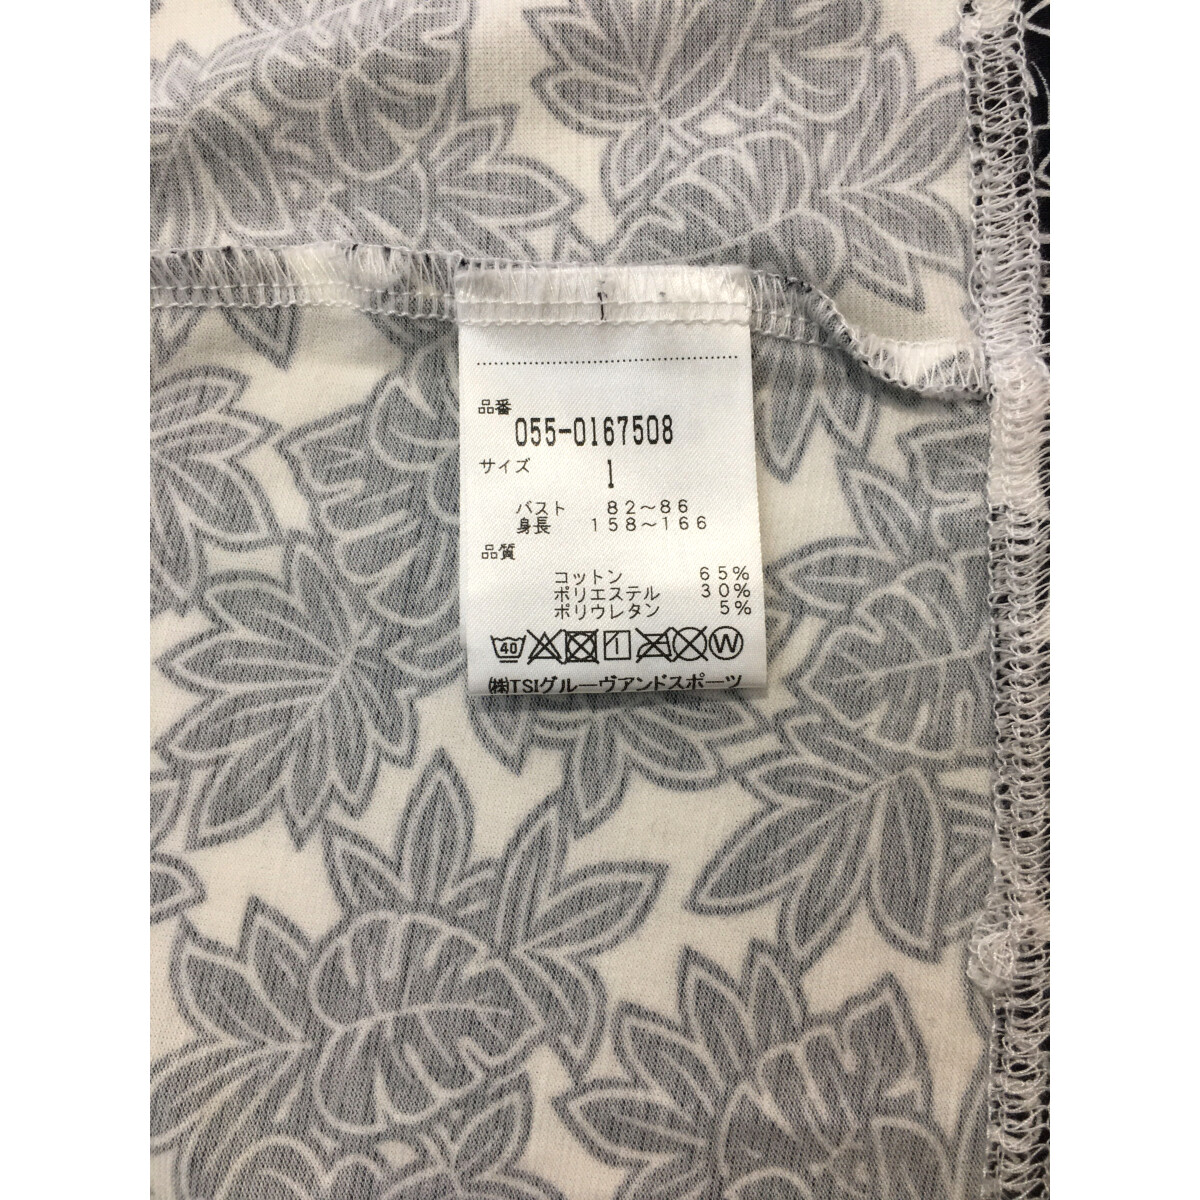 品番
055-0167508
サイズ 1
バスト 82〜86
身長 158〜166
品質
コットン 65%
ポリエステル 30%
ポリウレタン 5%
40 1 W
㈱TSIグルーヴアンドスポーツ